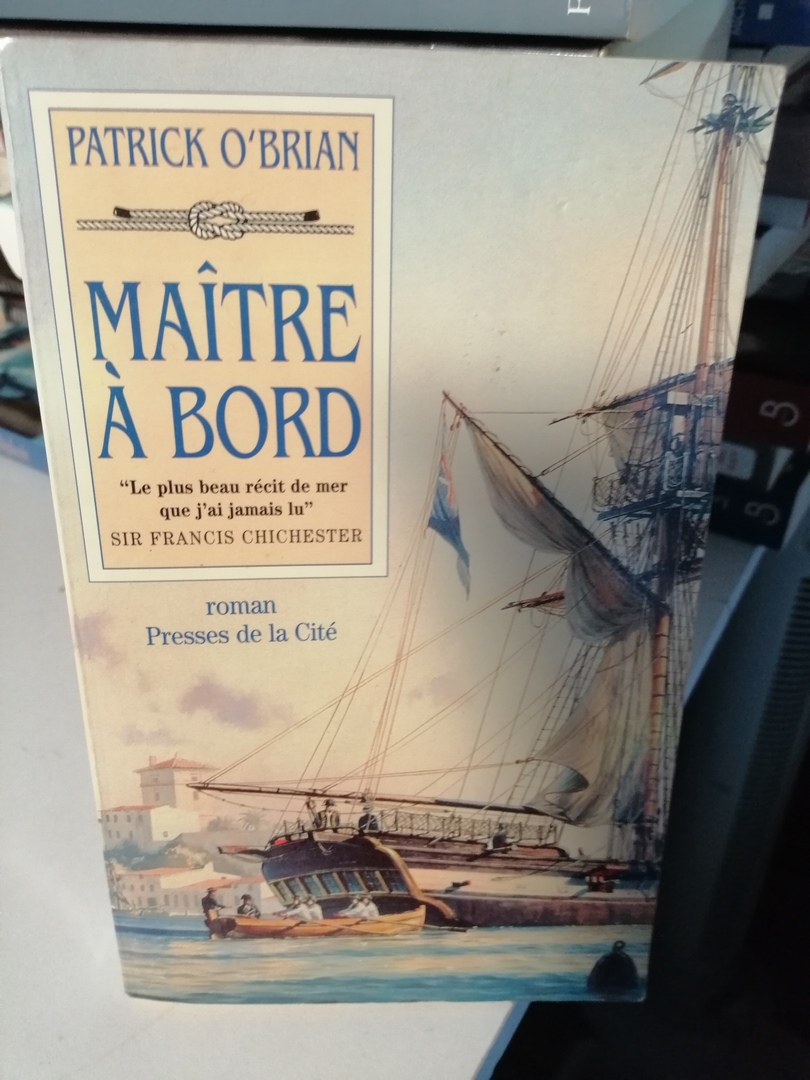 PATRICK O'BRIAN
MAÎTRE
À BORD
“Le plus beau récit de mer
que j'ai jamais lu”
SIR FRANCIS CHICHESTER
roman
Presses de la Cité